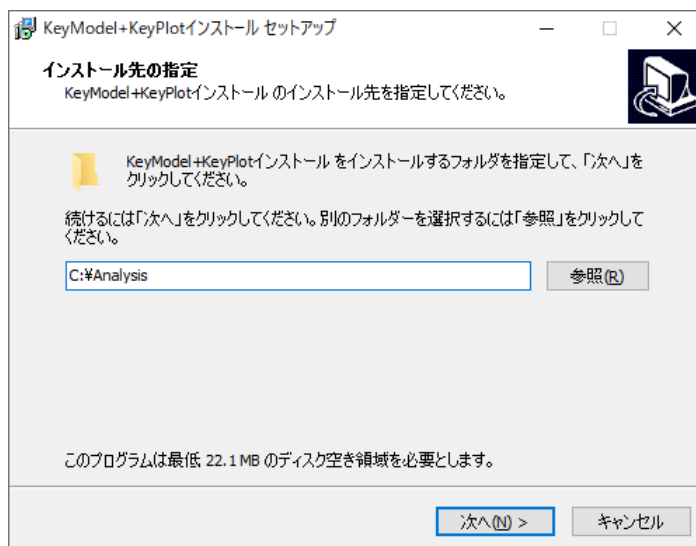 KeyModel+KeyPlotインストール セットアップ
インストール先の指定
KeyModel+KeyPlotインストール のインストール先を指定してください。
KeyModel+KeyPlotインストール をインストールするフォルダを指定して、「次へ」を
クリックしてください。
続けるには「次へ」をクリックしてください。別のフォルダーを選択するには「参照」をクリックして
ください。
C:¥Analysis
参照(R)
このプログラムは最低 22.1 MB のディスク空き領域を必要とします。
次へ(N) >
キャンセル